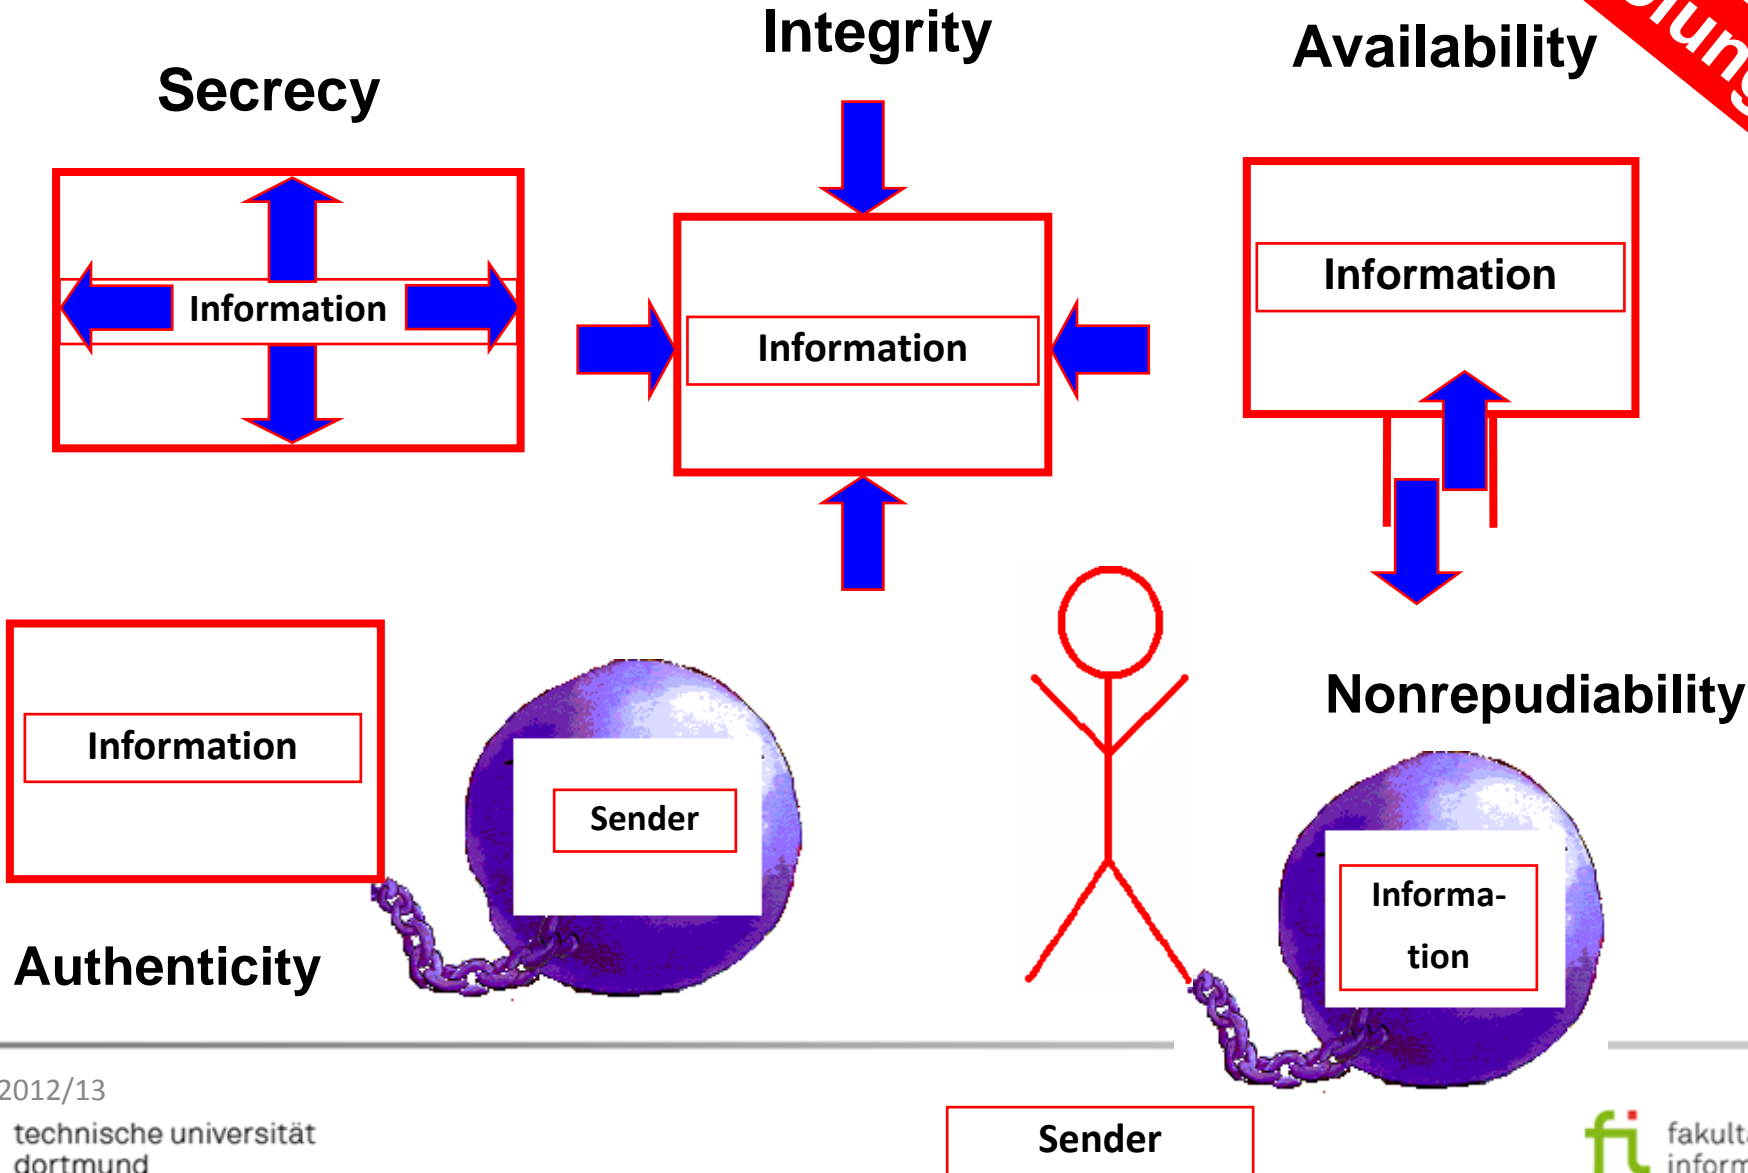 Integrity
Availability
Secrecy
Information
Information
Information
Nonrepudiability
Information
Sender
Informa-
tion
Authenticity
2012/13
technische universität
dortmund
Sender